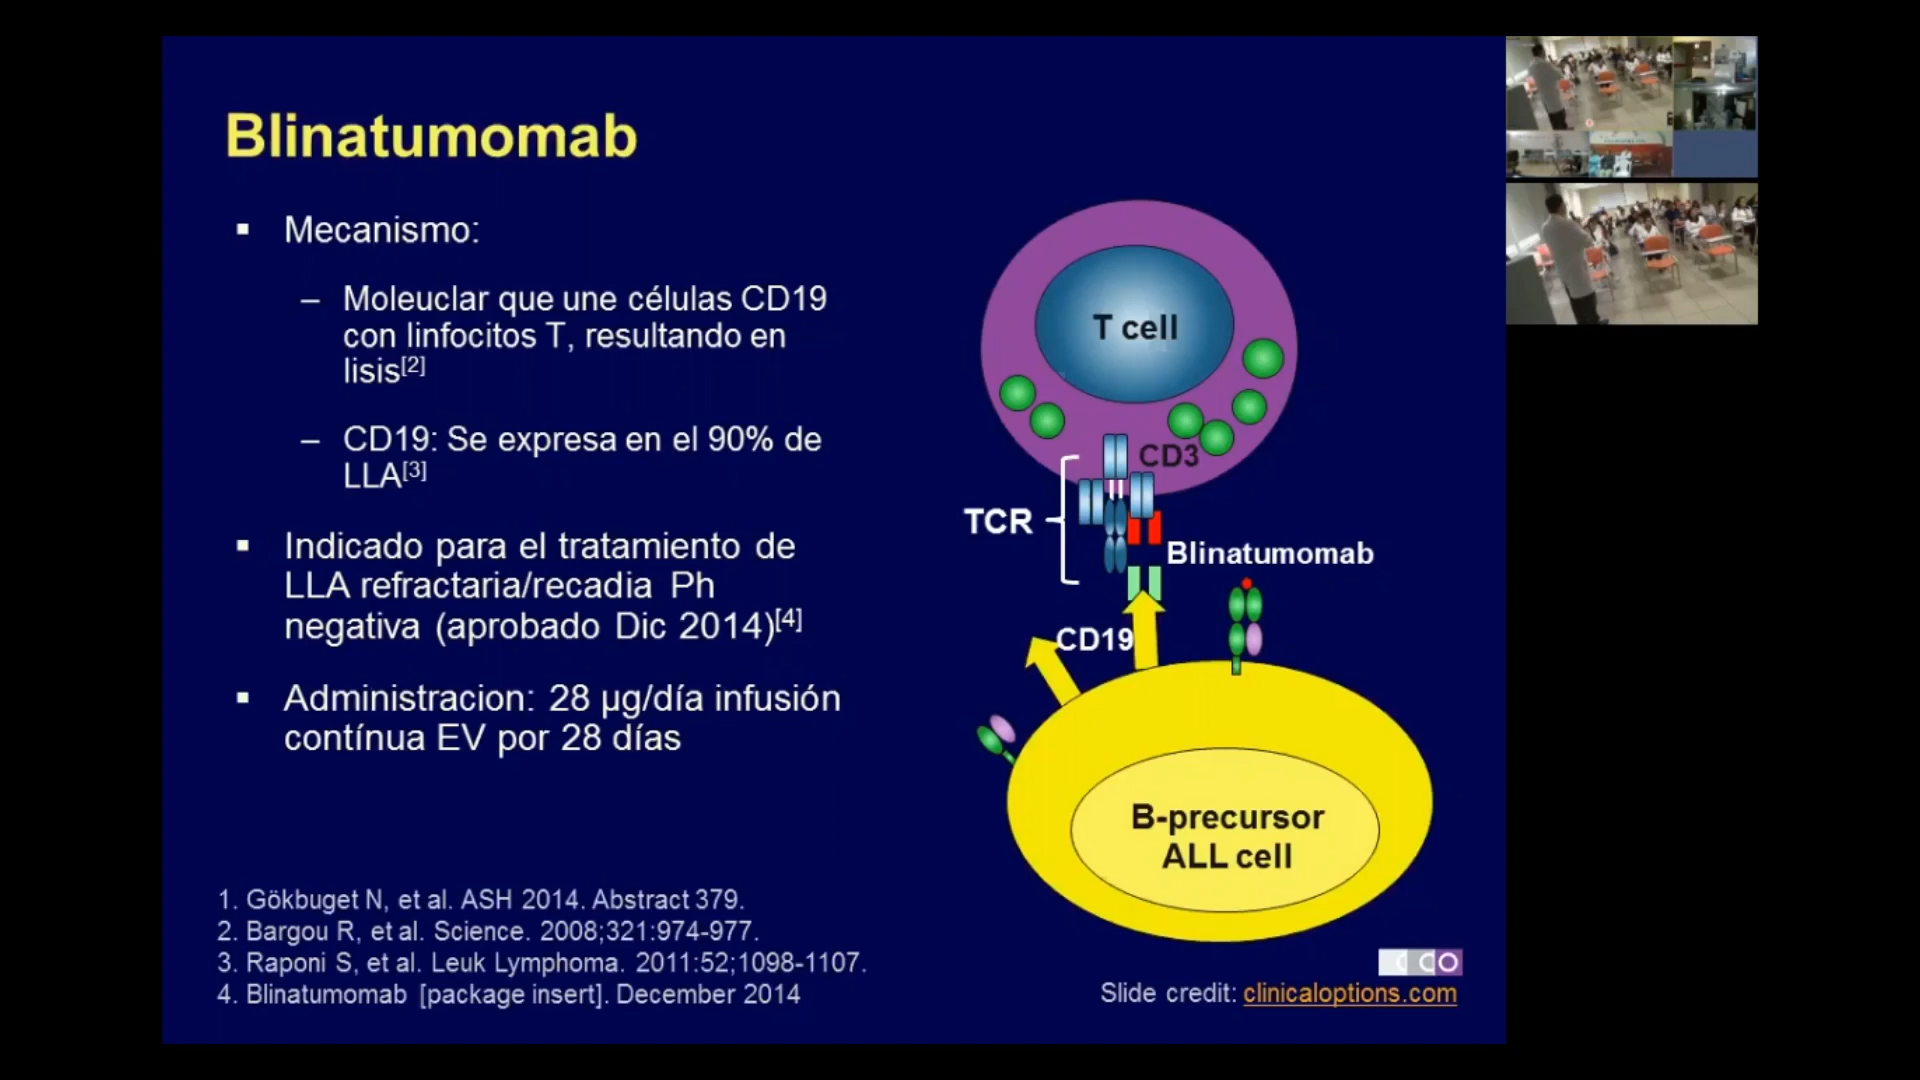 Blinatumomab
▪ Mecanismo:
– Moleuclar que une células CD19
con linfocitos T, resultando en
lisis[2]
– CD19: Se expresa en el 90% de
LLA[3]
▪ Indicado para el tratamiento de
LLA refractaria/recadia Ph
negativa (aprobado Dic 2014)[4]
▪ Administracion: 28 µg/día infusión
contínua EV por 28 días
T cell
CD3
TCR
Blinatumomab
CD19
B-precursor
ALL cell
1. Gökbuget N, et al. ASH 2014. Abstract 379.
2. Bargou R, et al. Science. 2008;321:974-977.
3. Raponi S, et al. Leuk Lymphoma. 2011:52;1098-1107.
4. Blinatumomab [package insert]. December 2014
CCO
Slide credit: clinicaloptions.com